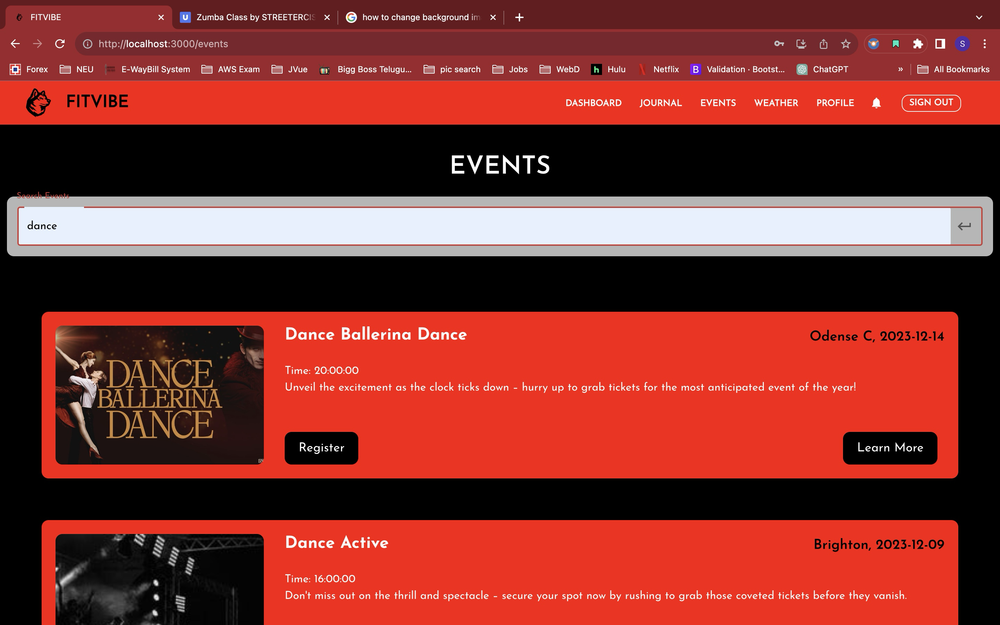 FITVIBE
Zumba Class by STREETERCIS
how to change background im
http://localhost:3000/events
S
Forex
NEU
E-WayBill System
AWS Exam
JVue
Bigg Boss Telugu...
pic search
Jobs
WebD
h
Hulu
Netflix
B
Validation · Bootst...
ChatGPT
»
All Bookmarks
FITVIBE
DASHBOARD
JOURNAL
EVENTS
WEATHER
PROFILE
SIGN OUT
EVENTS
Search Events
dance
DANCE
BALLERINA
DANCE
Dance Ballerina Dance
Odense C, 2023-12-14
Time: 20:00:00
Unveil the excitement as the clock ticks down – hurry up to grab tickets for the most anticipated event of the year!
Register
Learn More
Dance Active
Brighton, 2023-12-09
Time: 16:00:00
Don't miss out on the thrill and spectacle – secure your spot now by rushing to grab those coveted tickets before they vanish.